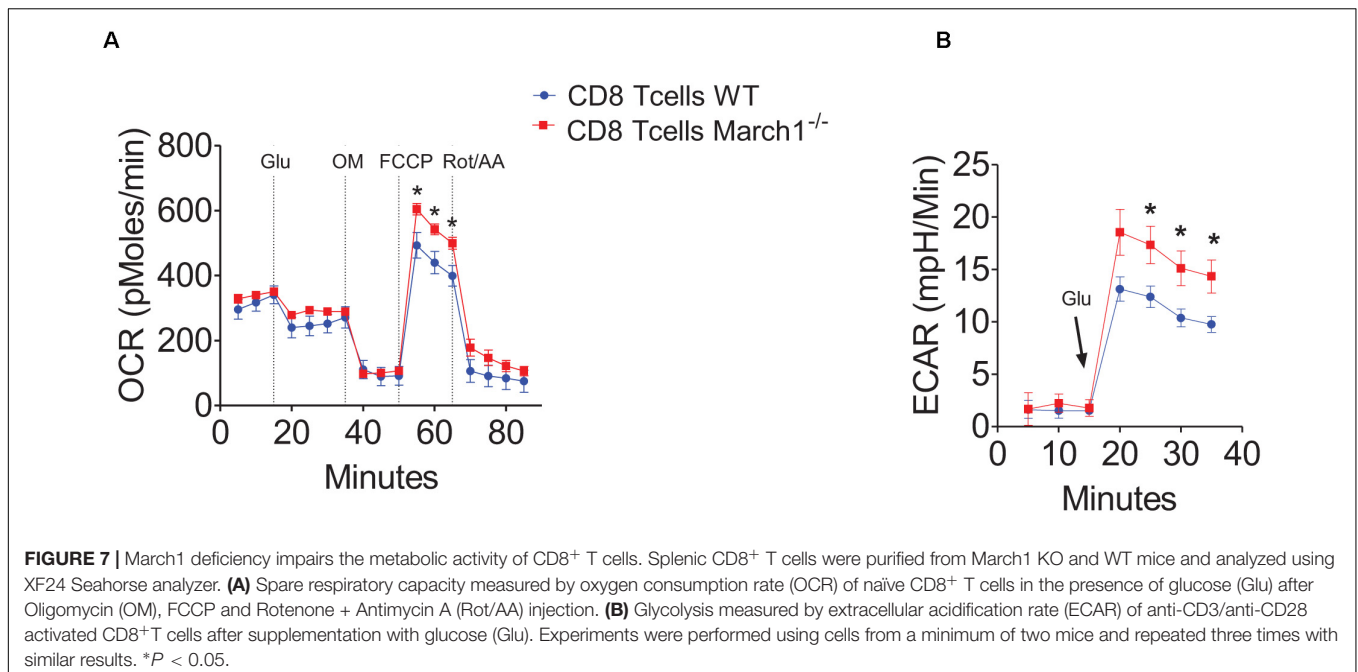 A
B
CD8 Tcells WT
CD8 Tcells March1-/-
OCR (pMoles/min)
800
600
400
200
0
Glu
OM
FCCP
Rot/AA
*
*
*
0
20
40
60
80
Minutes
ECAR (mpH/Min)
25
20
15
10
5
0
Glu
*
*
*
0
10
20
30
40
Minutes
FIGURE 7 | March1 deficiency impairs the metabolic activity of CD8+ T cells. Splenic CD8+ T cells were purified from March1 KO and WT mice and analyzed using
XF24 Seahorse analyzer. (A) Spare respiratory capacity measured by oxygen consumption rate (OCR) of naïve CD8+ T cells in the presence of glucose (Glu) after
Oligomycin (OM), FCCP and Rotenone + Antimycin A (Rot/AA) injection. (B) Glycolysis measured by extracellular acidification rate (ECAR) of anti-CD3/anti-CD28
activated CD8+T cells after supplementation with glucose (Glu). Experiments were performed using cells from a minimum of two mice and repeated three times with
similar results. *P < 0.05.